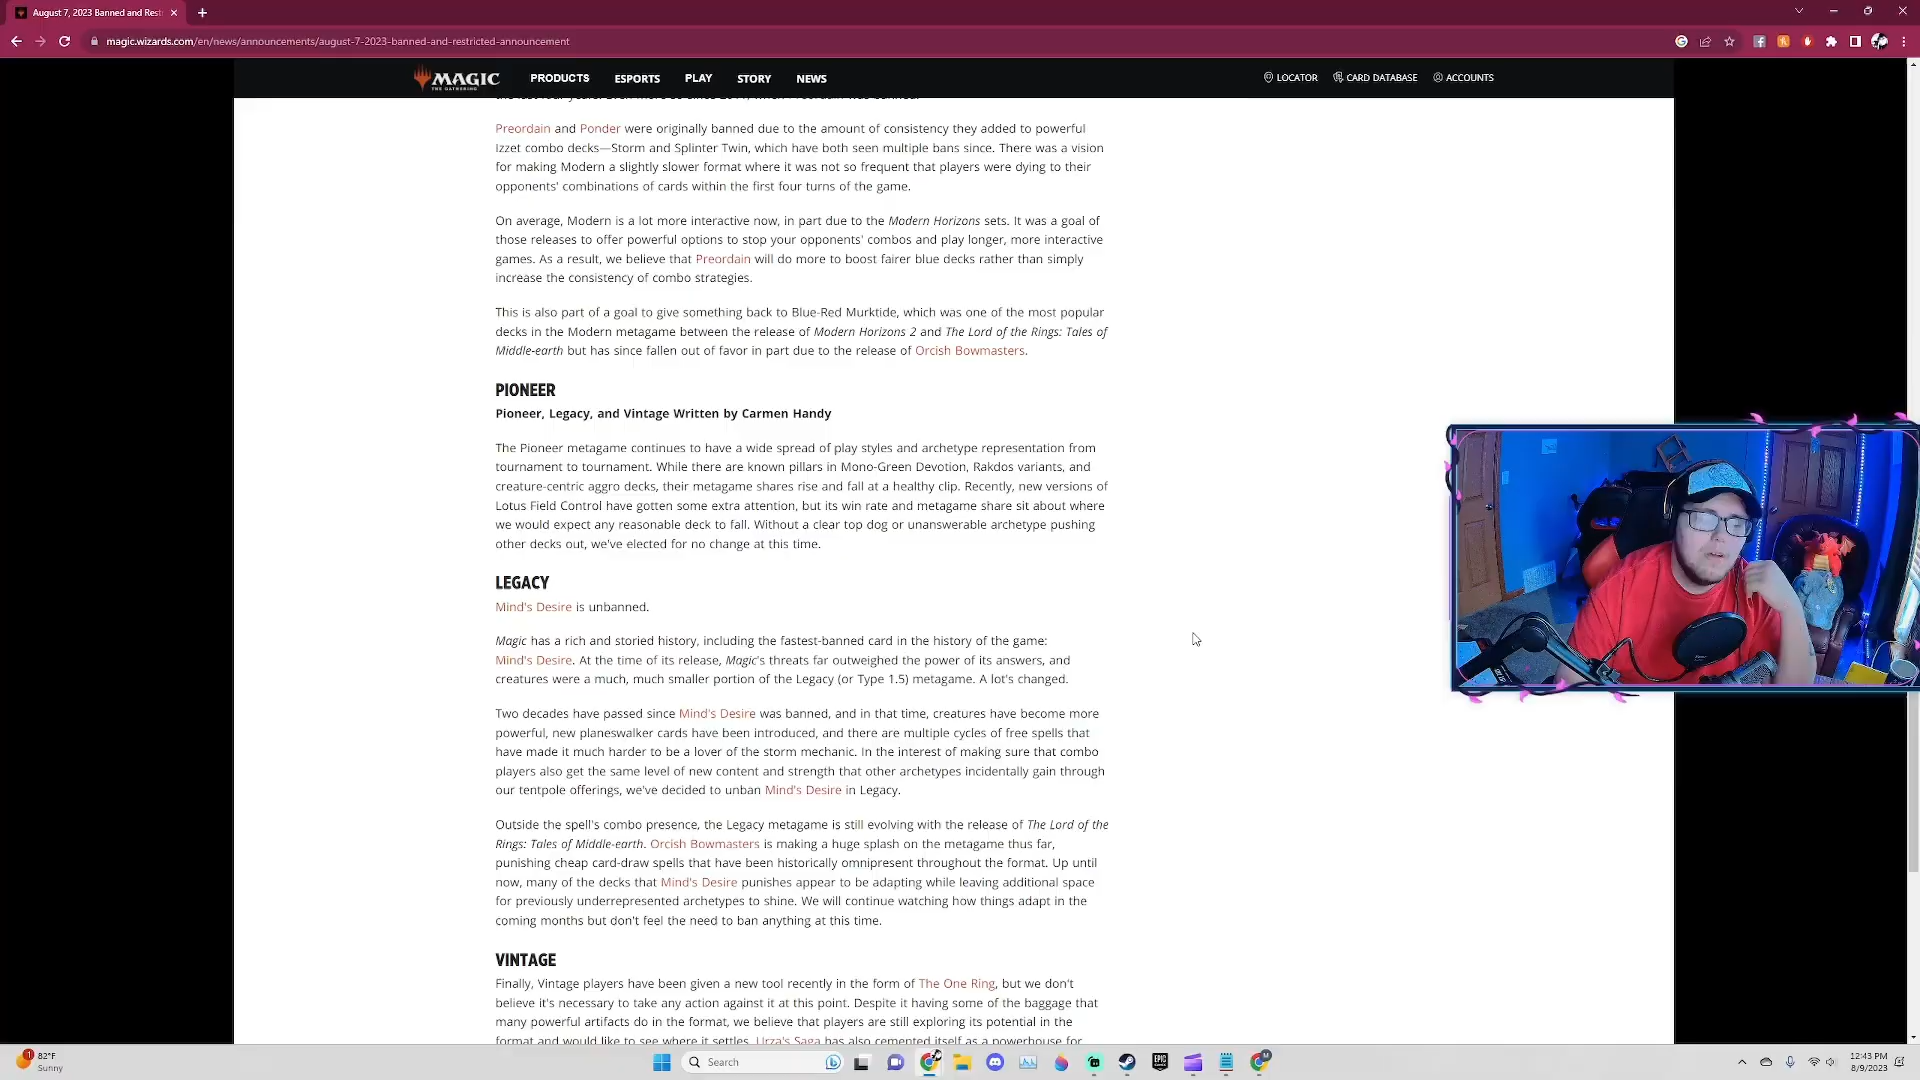 August 7, 2023 Banned and Rest
magic.wizards.com/en/news/announcements/august-7-2023-banned-and-restricted-announcement
MAGIC
THE GATHERING
PRODUCTS ESPORTS PLAY STORY NEWS
LOCATOR CARD DATABASE ACCOUNTS
Preordain and Ponder were originally banned due to the amount of consistency they added to powerful
Izzet combo decks—Storm and Splinter Twin, which have both seen multiple bans since. There was a vision
for making Modern a slightly slower format where it was not so frequent that players were dying to their
opponents' combinations of cards within the first four turns of the game.
On average, Modern is a lot more interactive now, in part due to the Modern Horizons sets. It was a goal of
those releases to offer powerful options to stop your opponents' combos and play longer, more interactive
games. As a result, we believe that Preordain will do more to boost fairer blue decks rather than simply
increase the consistency of combo strategies.
This is also part of a goal to give something back to Blue-Red Murktide, which was one of the most popular
decks in the Modern metagame between the release of Modern Horizons 2 and The Lord of the Rings: Tales of
Middle-earth but has since fallen out of favor in part due to the release of Orcish Bowmasters.
PIONEER
Pioneer, Legacy, and Vintage Written by Carmen Handy
The Pioneer metagame continues to have a wide spread of play styles and archetype representation from
tournament to tournament. While there are known pillars in Mono-Green Devotion, Rakdos variants, and
creature-centric aggro decks, their metagame shares rise and fall at a healthy clip. Recently, new versions of
Lotus Field Control have gotten some extra attention, but its win rate and metagame share sit about where
we would expect any reasonable deck to fall. Without a clear top dog or unanswerable archetype pushing
other decks out, we've elected for no change at this time.
LEGACY
Mind's Desire is unbanned.
Magic has a rich and storied history, including the fastest-banned card in the history of the game:
Mind's Desire. At the time of its release, Magic's threats far outweighed the power of its answers, and
creatures were a much, much smaller portion of the Legacy (or Type 1.5) metagame. A lot's changed.
Two decades have passed since Mind's Desire was banned, and in that time, creatures have become more
powerful, new planeswalker cards have been introduced, and there are multiple cycles of free spells that
have made it much harder to be a lover of the storm mechanic. In the interest of making sure that combo
players also get the same level of new content and strength that other archetypes incidentally gain through
our tentpole offerings, we've decided to unban Mind's Desire in Legacy.
Outside the spell's combo presence, the Legacy metagame is still evolving with the release of The Lord of the
Rings: Tales of Middle-earth. Orcish Bowmasters is making a huge splash on the metagame thus far,
punishing cheap card-draw spells that have been historically omnipresent throughout the format. Up until
now, many of the decks that Mind's Desire punishes appear to be adapting while leaving additional space
for previously underrepresented archetypes to shine. We will continue watching how things adapt in the
coming months but don't feel the need to ban anything at this time.
VINTAGE
Finally, Vintage players have been given a new tool recently in the form of The One Ring, but we don't
believe it's necessary to take any action against it at this point. Despite it having some of the baggage that
many powerful artifacts do in the format, we believe that players are still exploring its potential in the
format and would like to see where it settles. Urza's Saga has also cemented itself as a powerhouse for
82°F
Sunny
Search
12:43 PM
8/9/2023